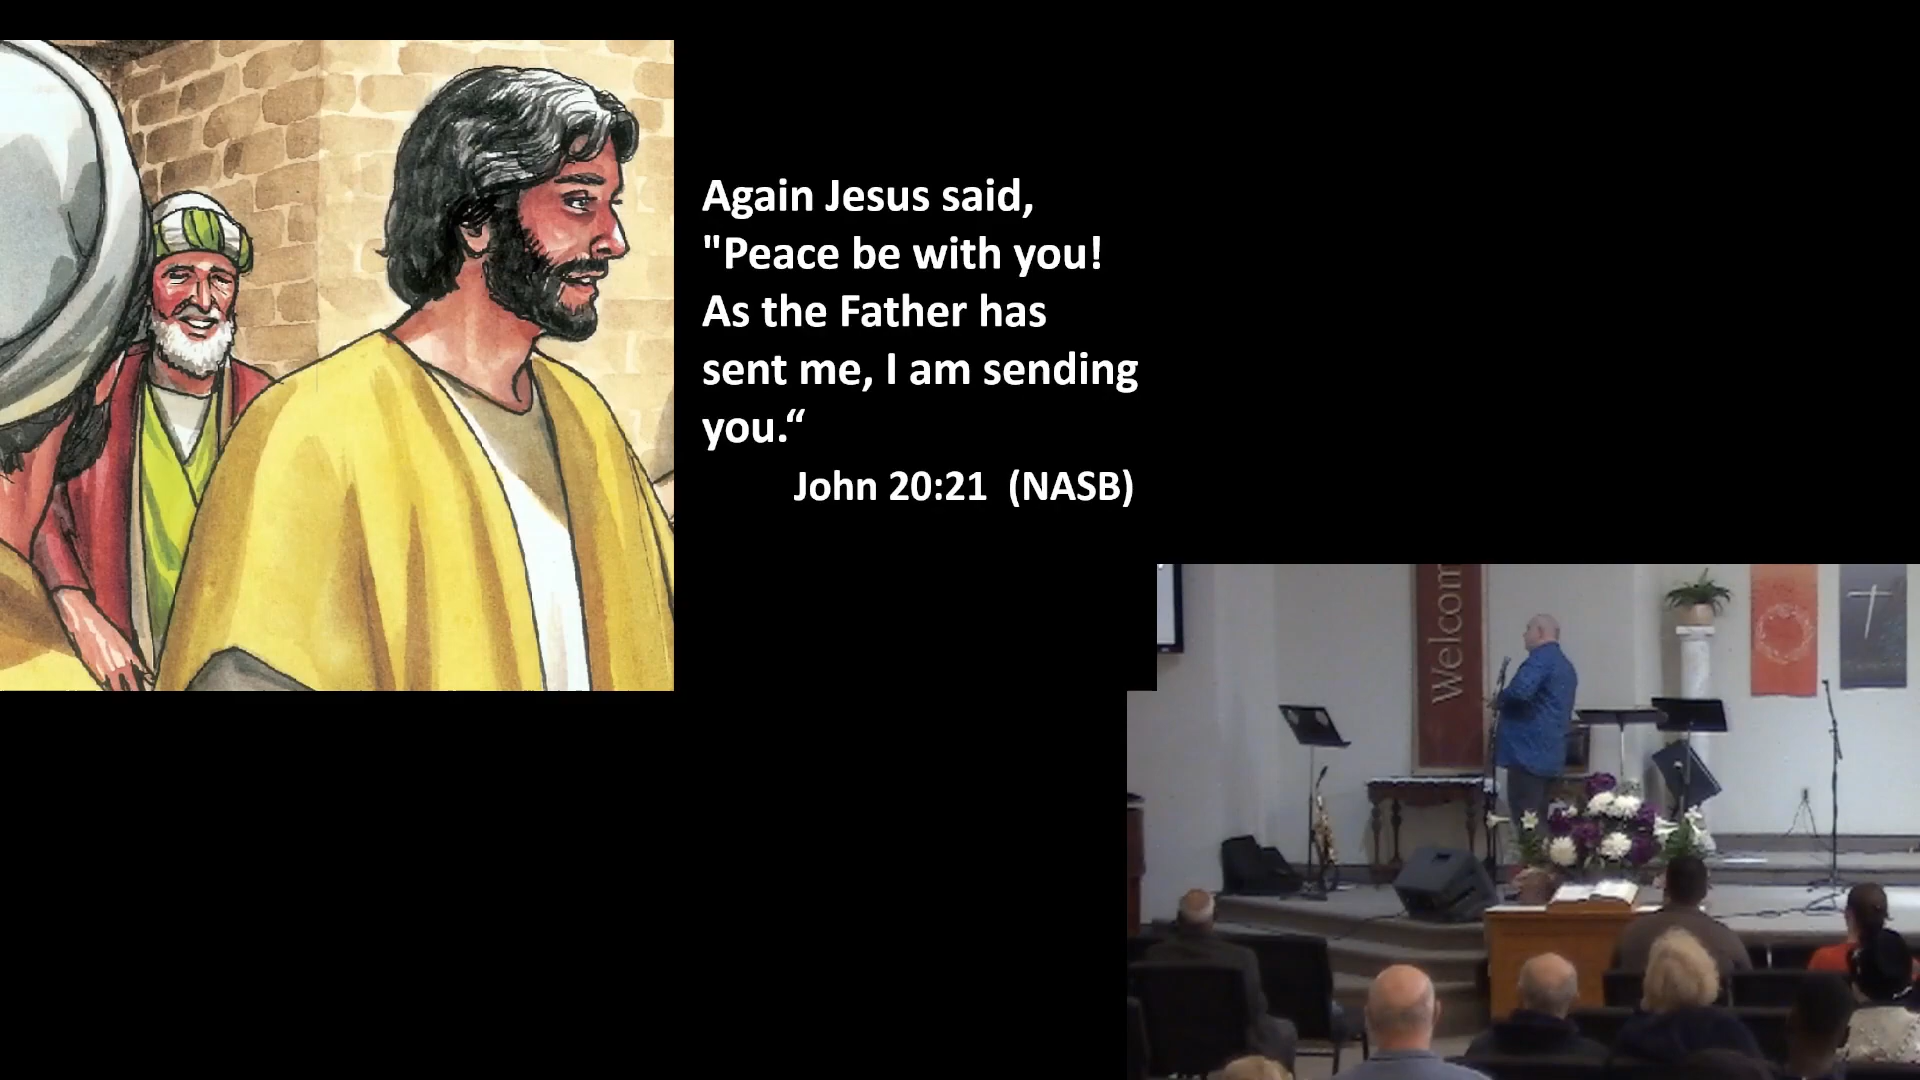 Again Jesus said,
"Peace be with you!
As the Father has
sent me, I am sending
you.“
John 20:21  (NASB)
Welcom